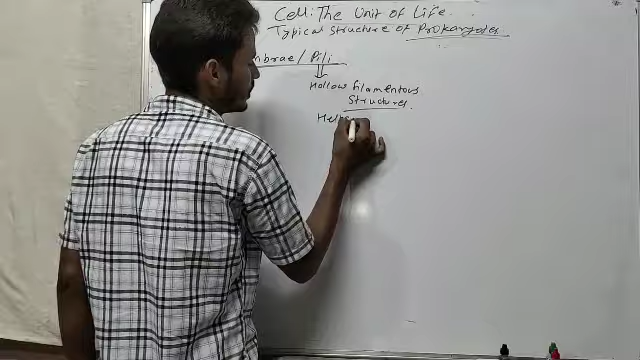 Cell: The Unit of Life.
Typical Structure of Prokaryotes
mbrae / Pili
Hollow filamentous
Structures.
Help